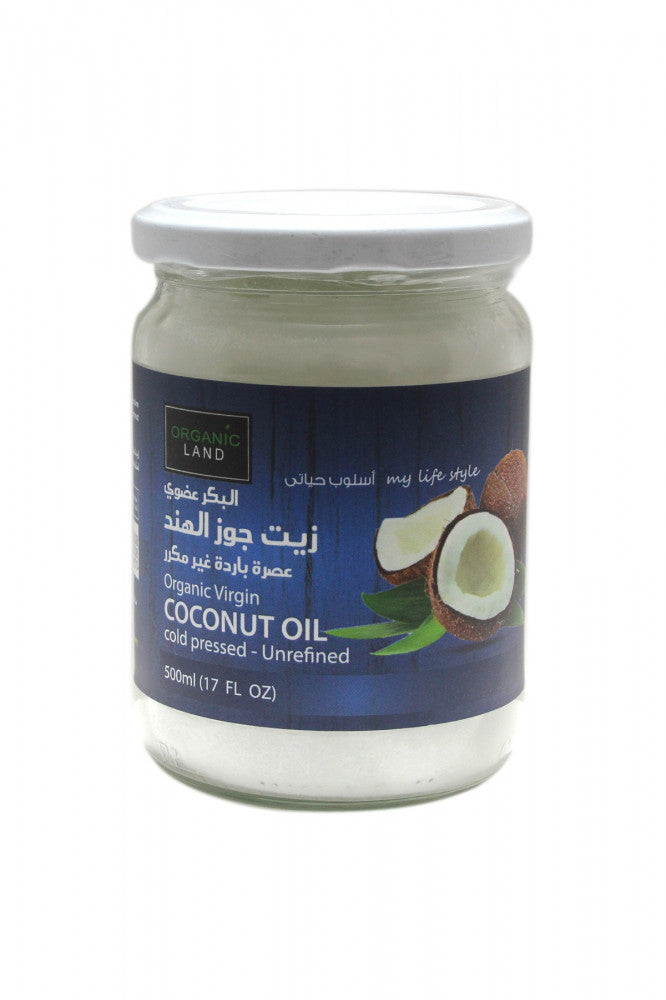 ORGANIC
LAND
my life style أسلوب حياتى
البكر عضوي
زيت جوز الهند
عصرة باردة غير مكرر
Organic Virgin
COCONUT OIL
cold pressed - Unrefined
500ml (17 FL OZ)